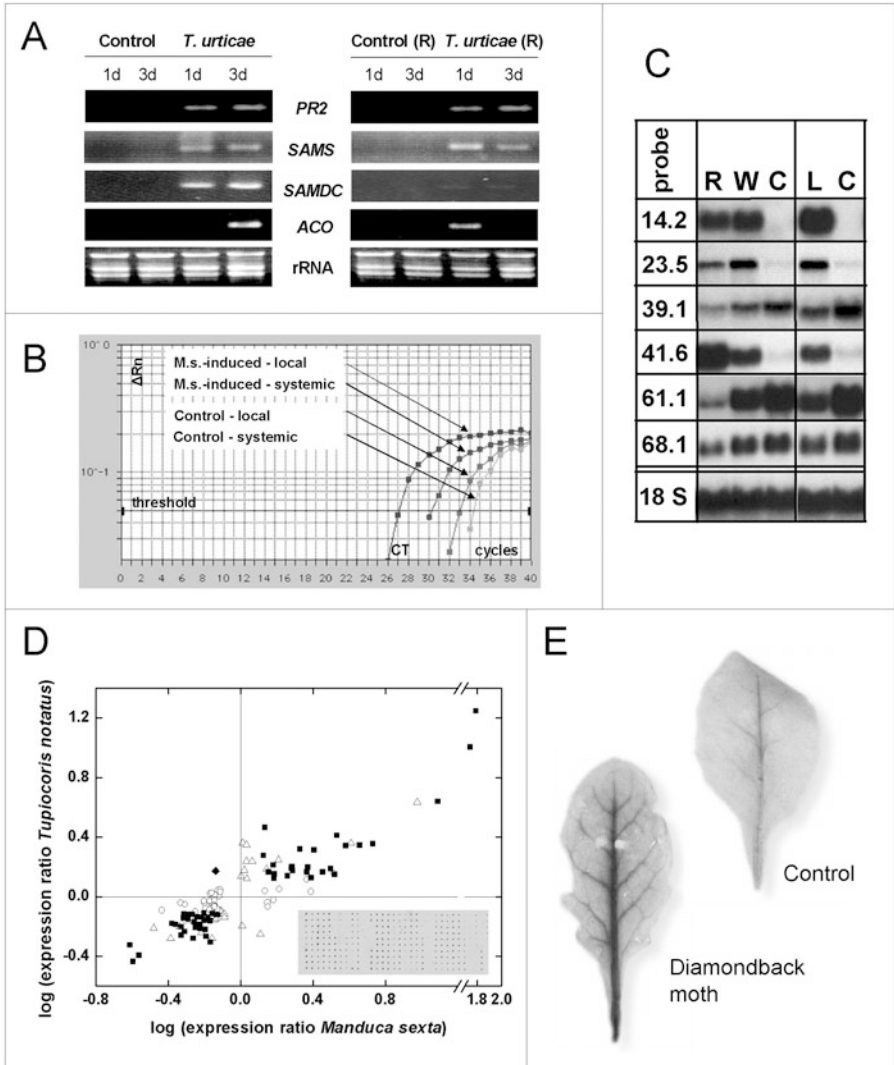 A
Control T. urticae Control (R) T. urticae (R)
1d 3d 1d 3d 1d 3d 1d 3d
PR2
SAMS
SAMDC
ACO
rRNA
B
10⁻⁰
ΔRn
M.s.-induced - local
M.s.-induced - systemic
Control - local
Control - systemic
10⁻¹
threshold
CT cycles
0 2 4 6 8 10 12 14 16 18 20 22 24 26 28 30 32 34 36 38 40
C
probe R W C L C
14.2
23.5
39.1
41.6
61.1
68.1
18 S
D
log (expression ratio Tupiocoris notatus)
1.2
0.8
0.4
0.0
-0.4
-0.8 -0.4 0.0 0.4 0.8 1.8 2.0
log (expression ratio Manduca sexta)
E
Control
Diamondback
moth